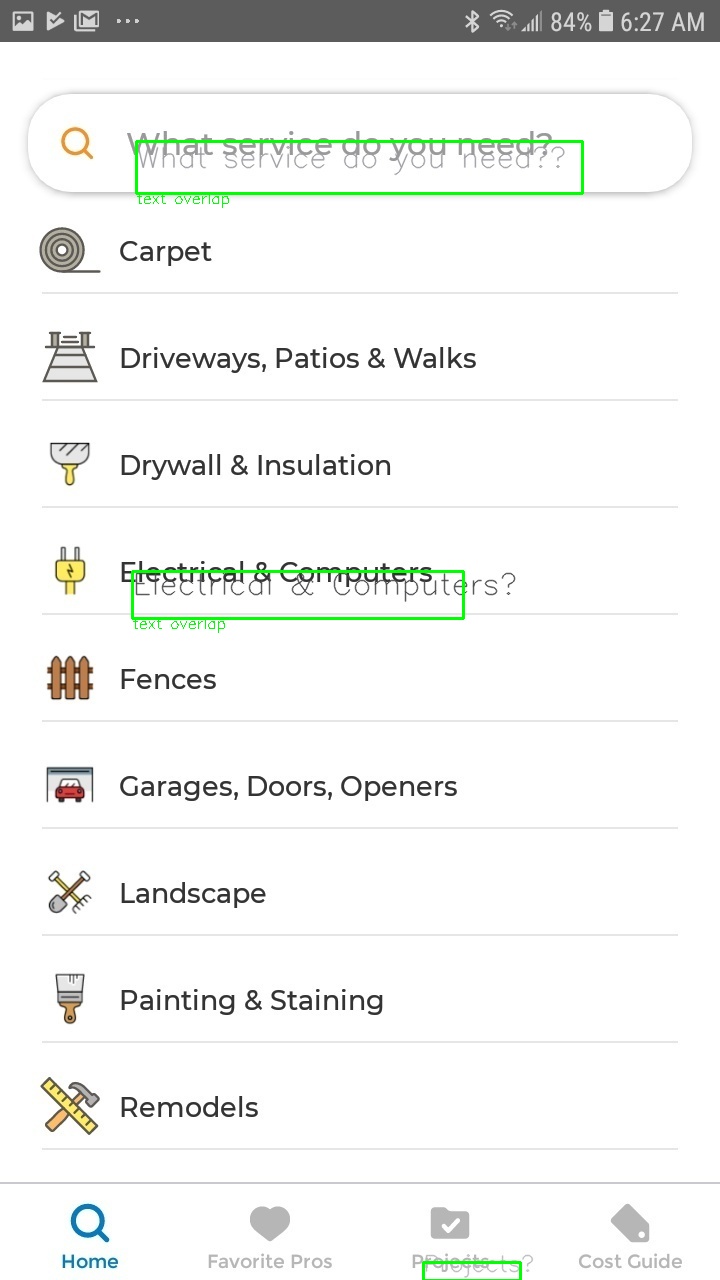 84% 6:27 AM
What service do you need?
What service do you need??
text overlap
Carpet
Driveways, Patios & Walks
Drywall & Insulation
Electrical & Computers
Electrical & Computers?
text overlap
Fences
Garages, Doors, Openers
Landscape
Painting & Staining
Remodels
Home Favorite Pros Projects Cost Guide
Projects?